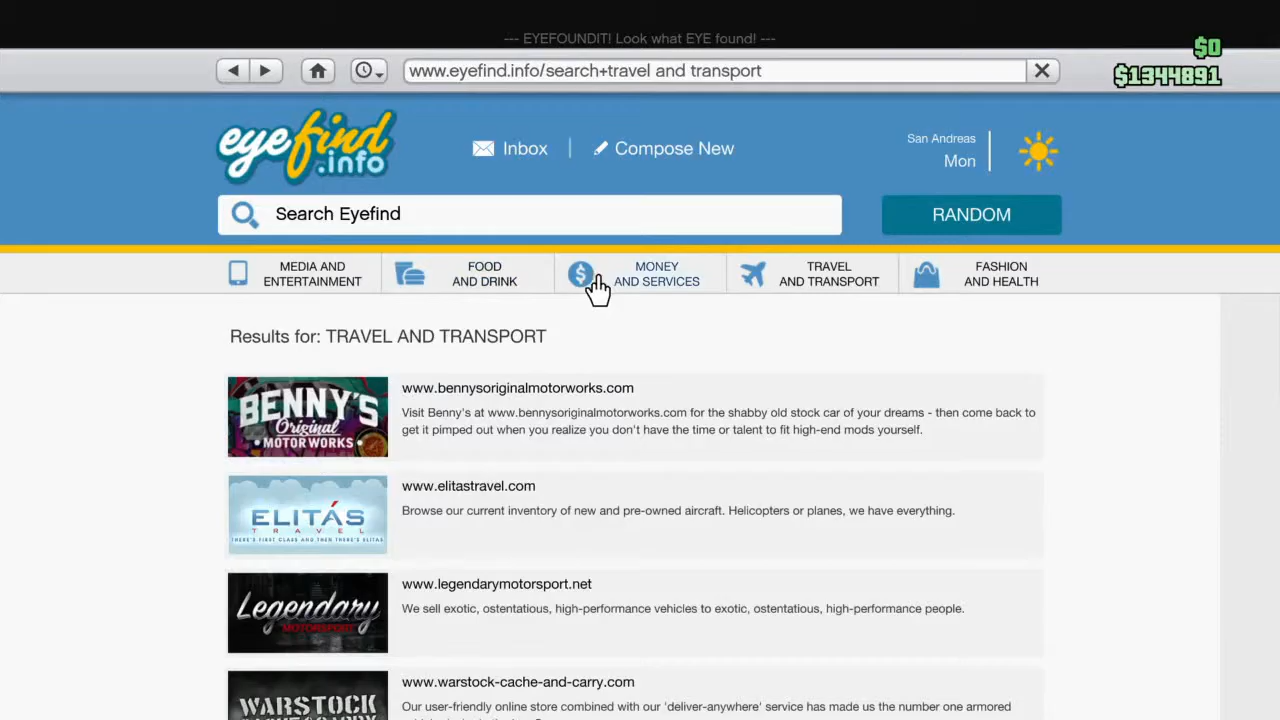 --- EYEFOUNDIT! Look what EYE found! ---
$0
www.eyefind.info/search+travel and transport
$1344891
eyefind.info
Inbox
Compose New
San Andreas
Mon
Search Eyefind
RANDOM
MEDIA AND ENTERTAINMENT
FOOD AND DRINK
MONEY AND SERVICES
TRAVEL AND TRANSPORT
FASHION AND HEALTH
Results for: TRAVEL AND TRANSPORT
BENNY'S
Original
MOTORWORKS
www.bennysoriginalmotorworks.com
Visit Benny's at www.bennysoriginalmotorworks.com for the shabby old stock car of your dreams - then come back to
get it pimped out when you realize you don't have the time or talent to fit high-end mods yourself.
ELITÁS
TRAVEL
THERE'S FIRST CLASS AND THEN THERE'S ELITAS
www.elitastravel.com
Browse our current inventory of new and pre-owned aircraft. Helicopters or planes, we have everything.
Legendary
MOTORSPORT
www.legendarymotorsport.net
We sell exotic, ostentatious, high-performance vehicles to exotic, ostentatious, high-performance people.
WARSTOCK
www.warstock-cache-and-carry.com
Our user-friendly online store combined with our 'deliver-anywhere' service has made us the number one armored